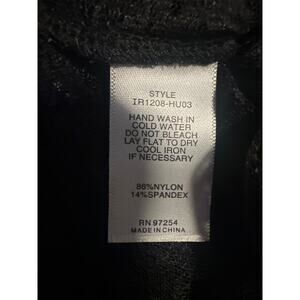 STYLE
IR1208-HU03
HAND WASH IN
COLD WATER
DO NOT BLEACH
LAY FLAT TO DRY
COOL IRON
IF NECESSARY
86%NYLON
14%SPANDEX
RN 97254
MADE IN CHINA